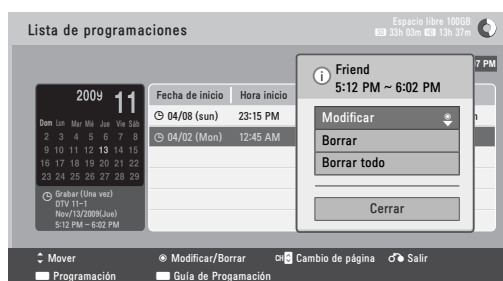 Lista de programaciones
Espacio libre 100GB
SD 33h 03m HD 13h 37m
7 PM
2009 11
Dom Lun Mar Mié Jue Vie Sáb
2 3 4 5 6 7 8
9 10 11 12 13 14 15
16 17 18 19 20 21 22
23 24 25 26 27 28 29
Grabar (Una vez)
DTV 11-1
Nov/13/2009(Jue)
5:12 PM ~ 6:02 PM
Fecha de inicio Hora inicio
04/08 (sun) 23:15 PM
04/02 (Mon) 12:45 AM
Friend
5:12 PM ~ 6:02 PM
Modificar
Borrar
Borrar todo
Cerrar
Mover Modificar/Borrar CH Cambio de página Salir
Programación Guía de Progamación